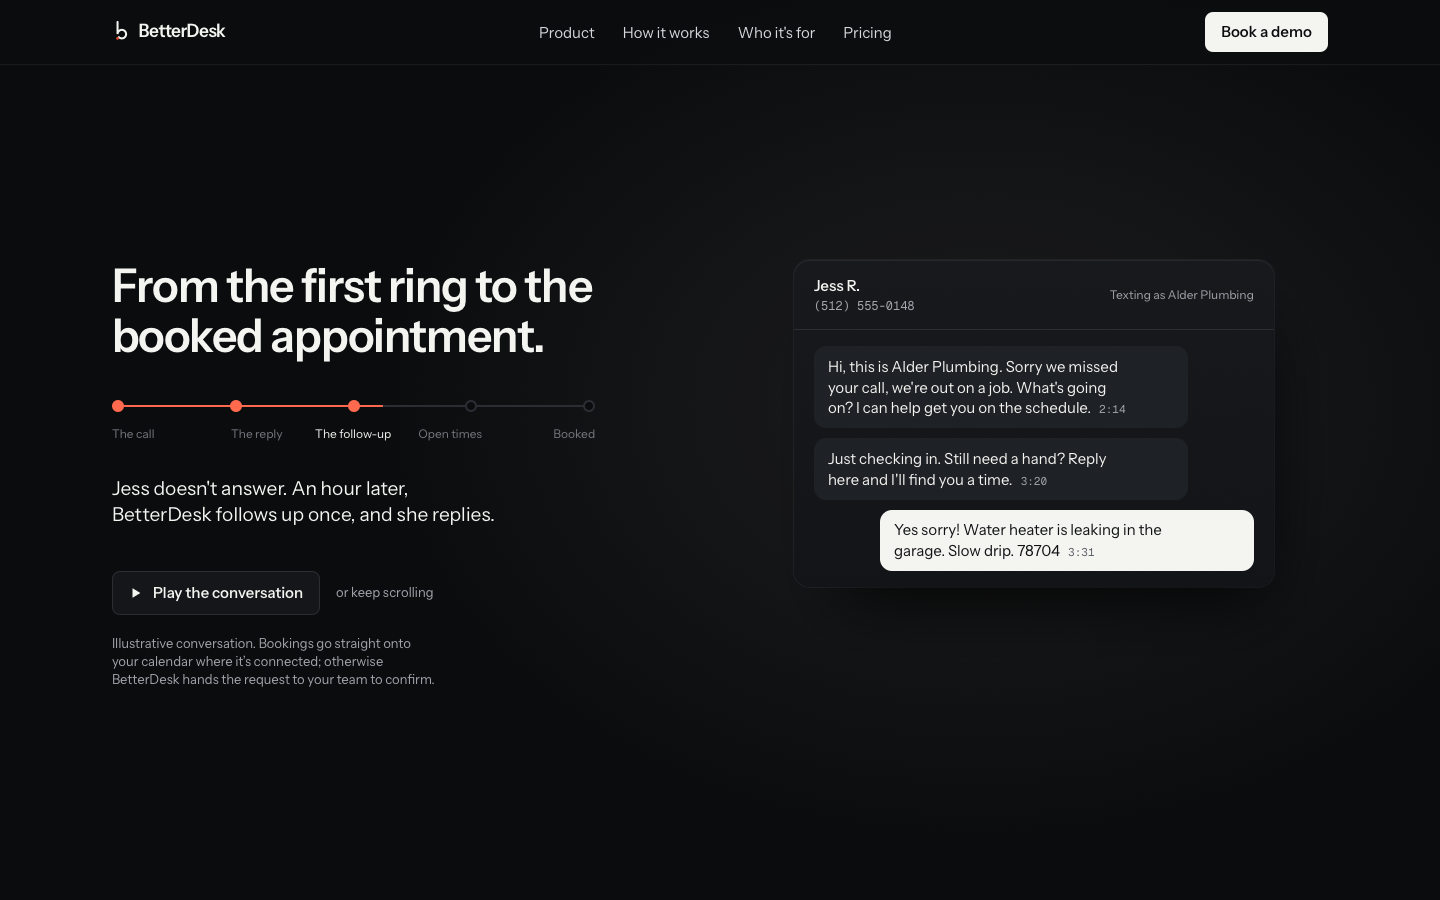 BetterDesk
Product
How it works
Who it's for
Pricing
Book a demo
From the first ring to the
booked appointment.
The call
The reply
The follow-up
Open times
Booked
Jess doesn't answer. An hour later,
BetterDesk follows up once, and she replies.
Play the conversation
or keep scrolling
Illustrative conversation. Bookings go straight onto
your calendar where it's connected; otherwise
BetterDesk hands the request to your team to confirm.
Jess R.
(512) 555-0148
Texting as Alder Plumbing
Hi, this is Alder Plumbing. Sorry we missed
your call, we're out on a job. What's going
on? I can help get you on the schedule. 2:14
Just checking in. Still need a hand? Reply
here and I'll find you a time. 3:20
Yes sorry! Water heater is leaking in the
garage. Slow drip. 78704 3:31